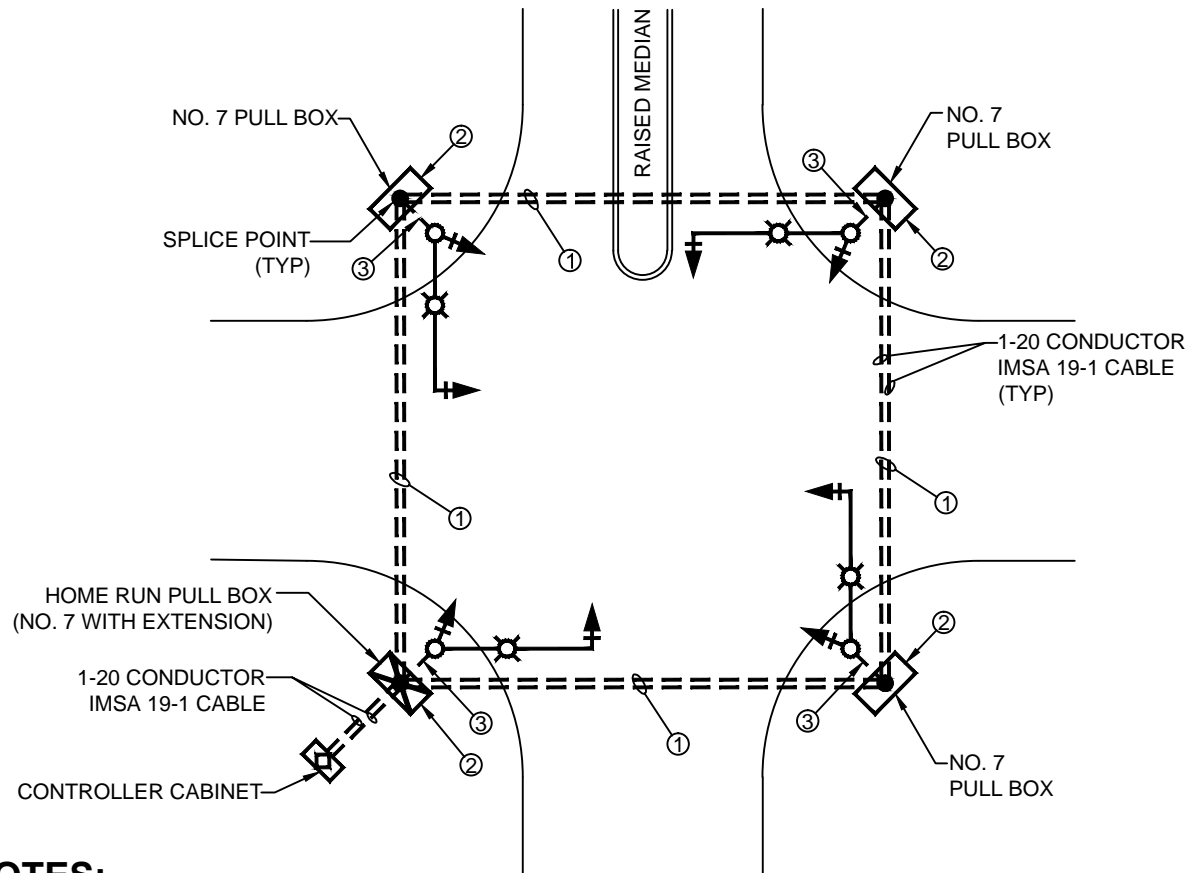 RAISED MEDIAN
NO. 7 PULL BOX
②
NO. 7
PULL BOX
③
SPLICE POINT
(TYP)
③
①
②
1-20 CONDUCTOR
IMSA 19-1 CABLE
(TYP)
①
①
HOME RUN PULL BOX
(NO. 7 WITH EXTENSION)
②
1-20 CONDUCTOR
IMSA 19-1 CABLE
③
①
③
②
CONTROLLER CABINET
NO. 7
PULL BOX
OTES: